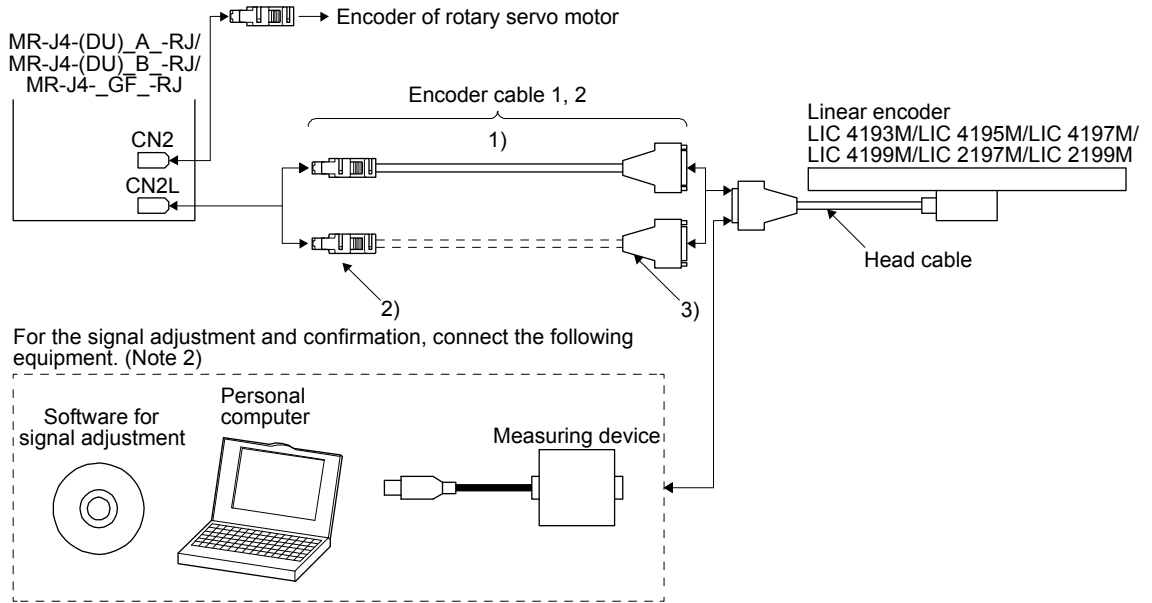 Encoder of rotary servo motor
MR-J4-(DU)_A_-RJ/
MR-J4-(DU)_B_-RJ/
MR-J4-_GF_-RJ
CN2
CN2L
Encoder cable 1, 2
1)
2)
3)
Linear encoder
LIC 4193M/LIC 4195M/LIC 4197M/
LIC 4199M/LIC 2197M/LIC 2199M
Head cable
For the signal adjustment and confirmation, connect the following
equipment. (Note 2)
Software for
signal adjustment
Personal
computer
Measuring device